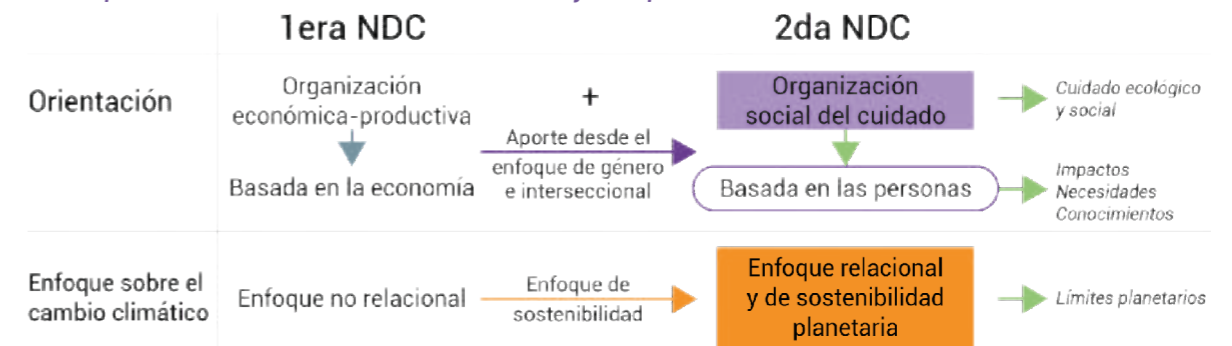 1era NDC
2da NDC
Orientación
Organización
económica-productiva
Basada en la economía
+
Aporte desde el
enfoque de género
e interseccional
Organización
social del cuidado
Basada en las personas
Cuidado ecológico
y social
Impactos
Necesidades
Conocimientos
Enfoque sobre el
cambio climático
Enfoque no relacional
Enfoque de
sostenibilidad
Enfoque relacional
y de sostenibilidad
planetaria
Límites planetarios